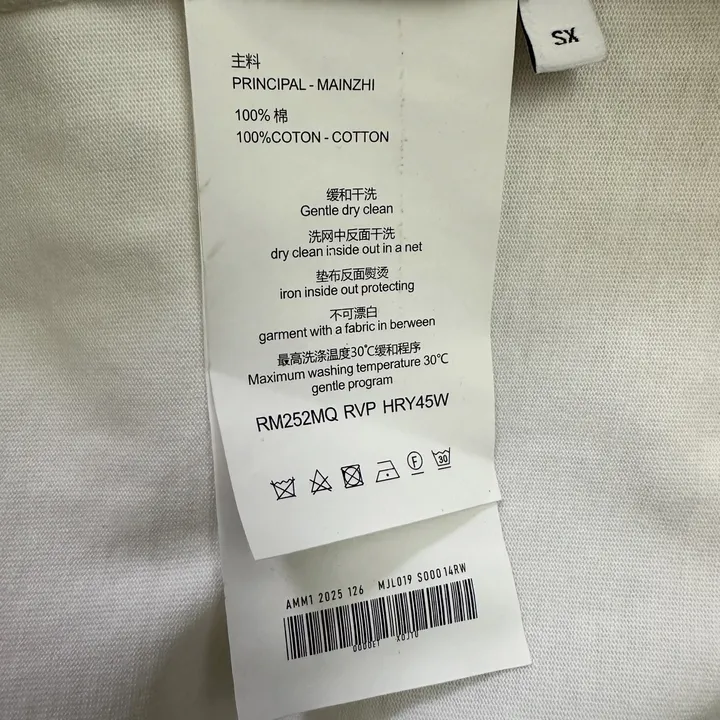 SX
主料
PRINCIPAL - MAINZHI
100% 棉
100%COTON - COTTON
缓和干洗
Gentle dry clean
洗网中反面干洗
dry clean inside out in a net
垫布反面熨烫
iron inside out protecting
不可漂白
garment with a fabric in berween
最高洗涤温度30℃缓和程序
Maximum washing temperature 30℃
gentle program
RM252MQ RVP HRY45W
F
30
AMM1 2025 126 MJL019 S00014RW